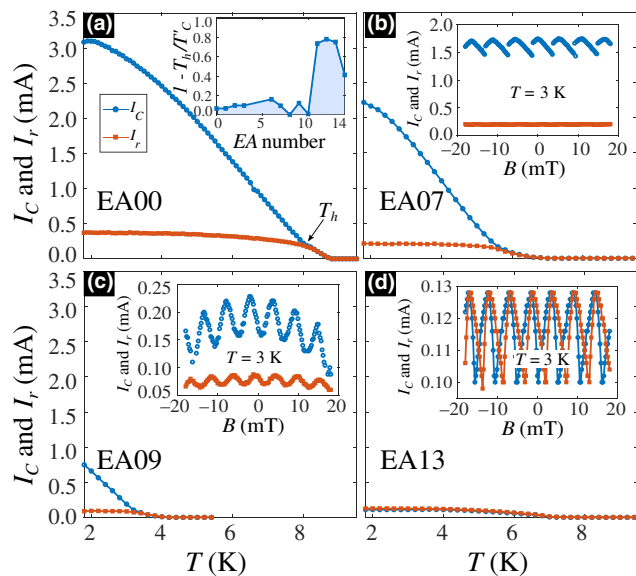 (a)
3.5
3.0
2.5
2.0
1.5
1.0
0.5
0.0
I_C and I_r (mA)
I_C
I_r
EA00
T_h
1.0
0.8
0.6
0.4
0.2
0.0
1 - T_h/T'_C
0 5 10 14
EA number
2 4 6 8
(b)
EA07
2.0
1.5
1.0
0.5
0.0
I_C and I_r (mA)
T = 3 K
-20 -10 0 10 20
B (mT)
(c)
3.5
3.0
2.5
2.0
1.5
1.0
0.5
0.0
I_C and I_r (mA)
EA09
0.25
0.20
0.15
0.10
0.05
I_C and I_r (mA)
T = 3 K
-20 -10 0 10 20
B (mT)
2 4 6 8
T (K)
(d)
EA13
0.13
0.12
0.11
0.10
I_C and I_r (mA)
T = 3 K
-20 -10 0 10 20
B (mT)
2 4 6 8
T (K)